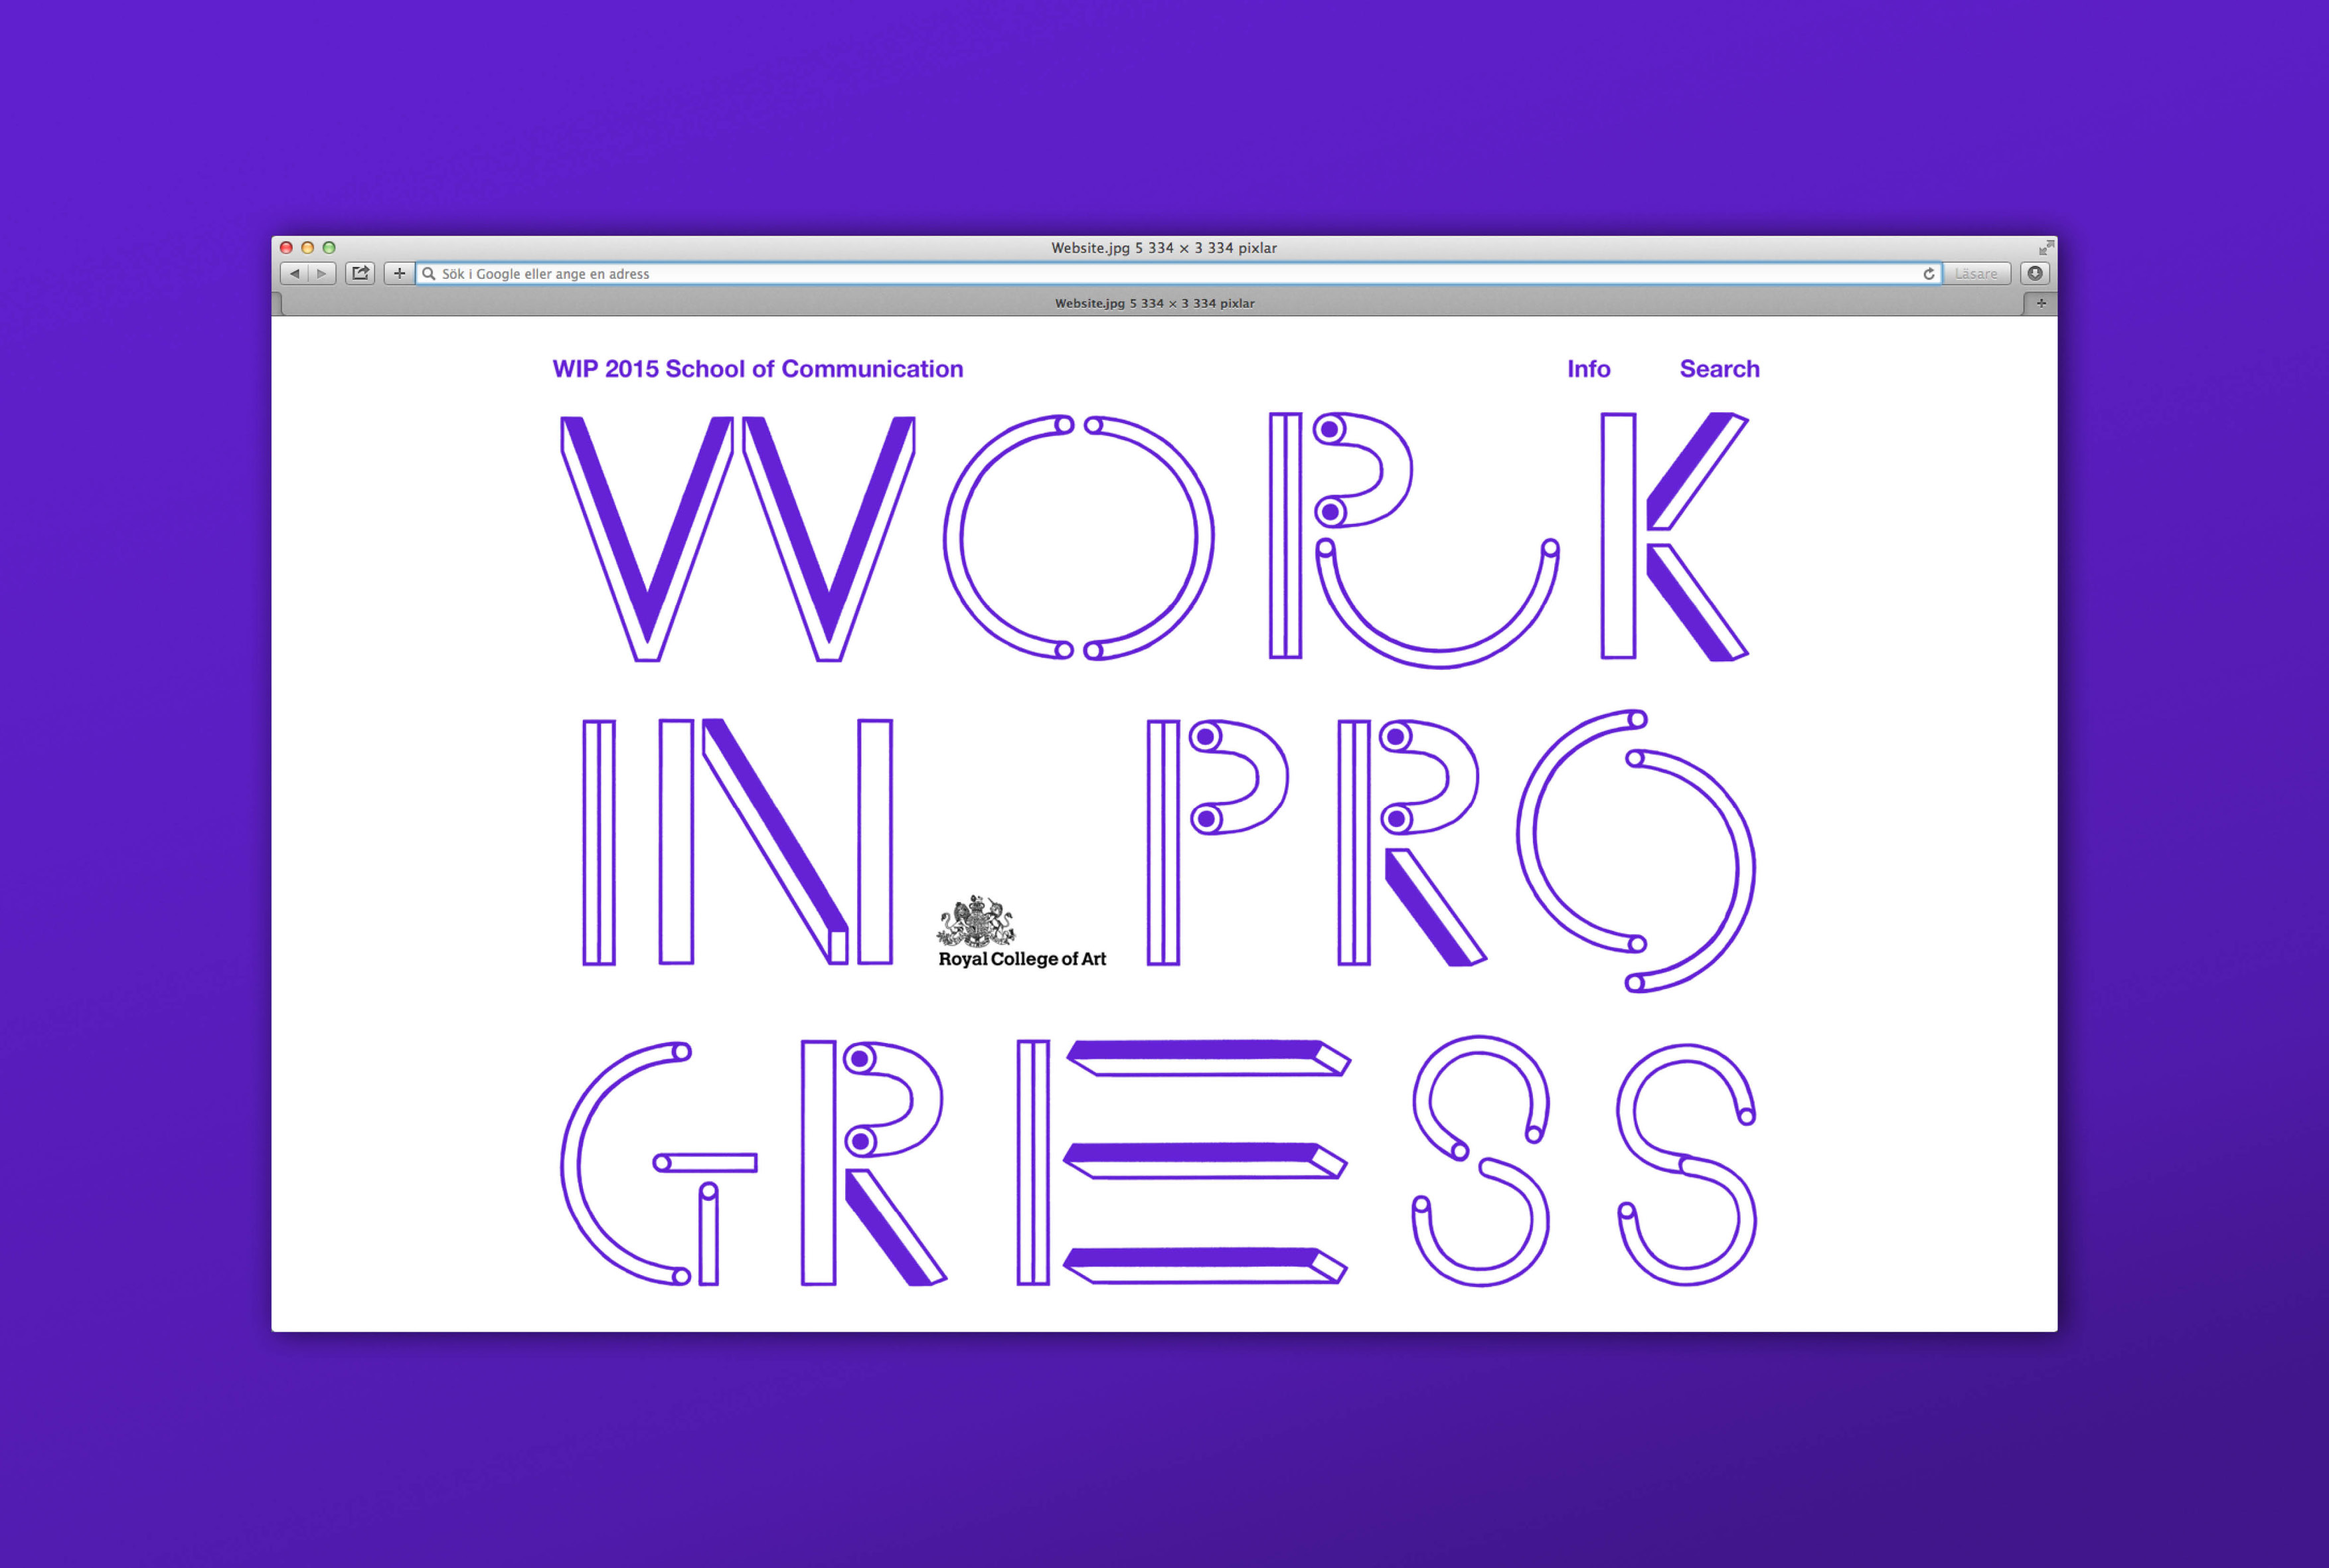 Website.jpg 5 334 × 3 334 pixlar
Sök i Google eller ange en adress
Läsare
Website.jpg 5 334 × 3 334 pixlar
WIP 2015 School of Communication
Info
Search
WORK
IN PRO
Royal College of Art
GRESS